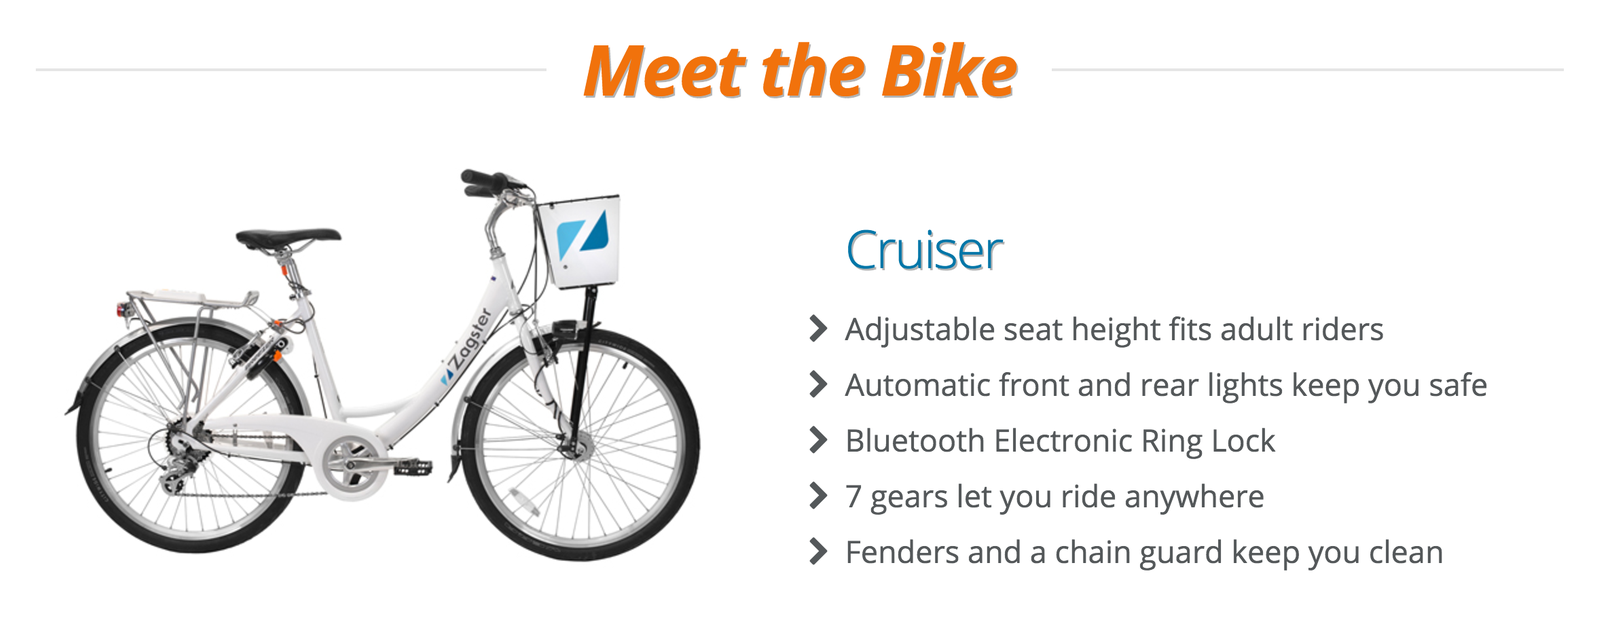 Meet the Bike
Zagster
Cruiser
Adjustable seat height fits adult riders
Automatic front and rear lights keep you safe
Bluetooth Electronic Ring Lock
7 gears let you ride anywhere
Fenders and a chain guard keep you clean